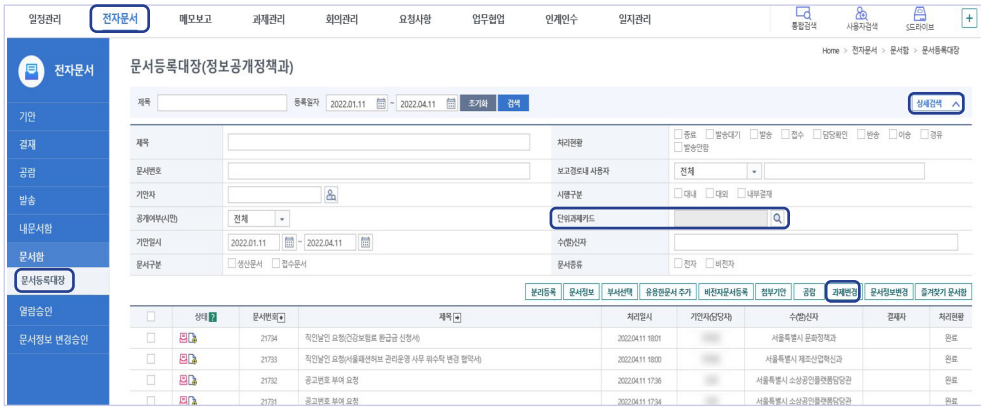 일정관리 전자문서 메모보고 과제관리 회의관리 요청사항 업무협업 인계인수 일지관리 통합검색 사용자검색 S드라이브 +
Home > 전자문서 > 문서함 > 문서등록대장
전자문서
문서등록대장(정보공개정책과)
제목 등록일자 2022.01.11 ~ 2022.04.11 초기화 검색 상세검색
기안
결재
공람
발송
내문서함
문서함
문서등록대장
열람승인
문서정보 변경승인
제목 처리현황 종료 발송대기 발송 접수 담당확인 반송 이송 경유
발송안함
문서번호 보고경로내 사용자 전체
기안자 시행구분 대내 대외 내부결재
공개여부(시민) 전체 단위과제카드
기안일시 2022.01.11 ~ 2022.04.11 수(발)신자
문서구분 생산문서 접수문서 문서종류 전자 비전자
분리등록 문서정보 부서선택 유용한문서 추가 비전자문서등록 첨부기안 공람 과제변경 문서정보변경 즐겨찾기 문서함
상태 ? 문서번호 제목 처리일시 기안자(담당자) 수(발)신자 결재자 처리현황
21734 직인날인 요청(건강보험료 환급금 신청서) 2022.04.11 18:01 서울특별시 문화정책과 완료
21733 직인날인 요청(서울패션허브 관리운영 사무 위수탁 변경 협약서) 2022.04.11 18:00 서울특별시 제조산업혁신과 완료
21732 공고번호 부여 요청 2022.04.11 17:36 서울특별시 소상공인플랫폼담당관 완료
21731 공고번호 부여 요청 2022.04.11 17:34 서울특별시 소상공인플랫폼담당관 완료